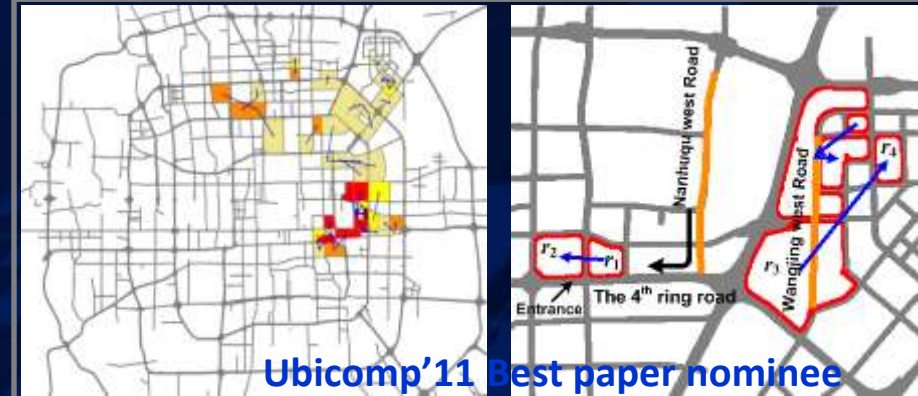 Nanhuqu west Road
Wangjing west Road
r4
r2
r1
r3
The 4th ring road
Entrance
Ubicomp'11 Best paper nominee